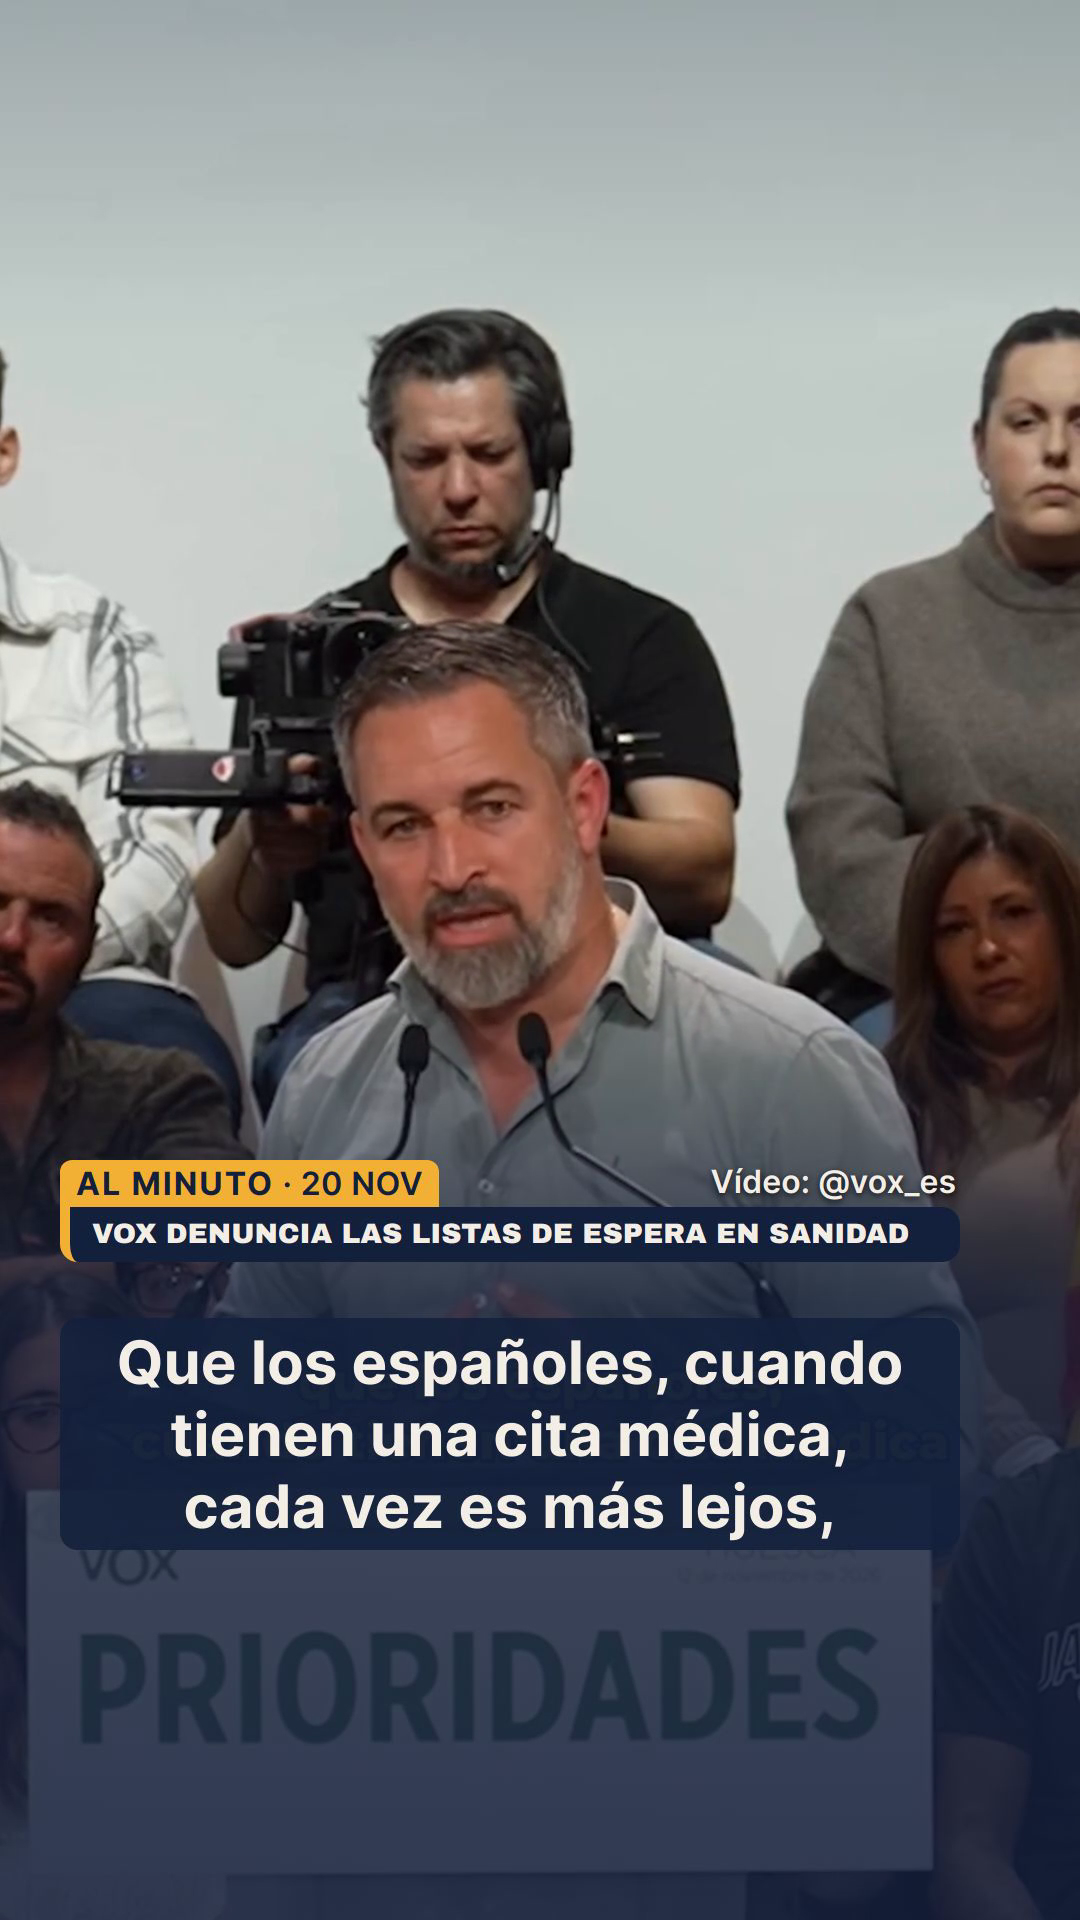 AL MINUTO · 20 NOV
Vídeo: @vox_es
VOX DENUNCIA LAS LISTAS DE ESPERA EN SANIDAD
Que los españoles, cuando
tienen una cita médica,
cada vez es más lejos,
VOX
PRIORIDADES